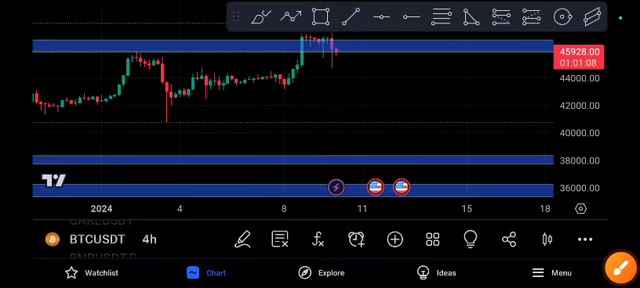 45928.00
01:01:08
44000.00
42000.00
40000.00
38000.00
36000.00
2024 4 8 11 15 18
BTCUSDT 4h
Watchlist Chart Explore Ideas Menu